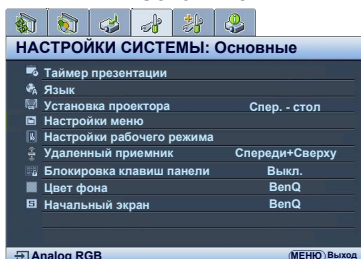 НАСТРОЙКИ СИСТЕМЫ: Основные
Таймер презентации
Язык
Установка проектора Спер. - стол
Настройки меню
Настройки рабочего режима
Удаленный приемник Спереди+Сверху
Блокировка клавиш панели Выкл.
Цвет фона BenQ
Начальный экран BenQ
Analog RGB МЕНЮ Выход